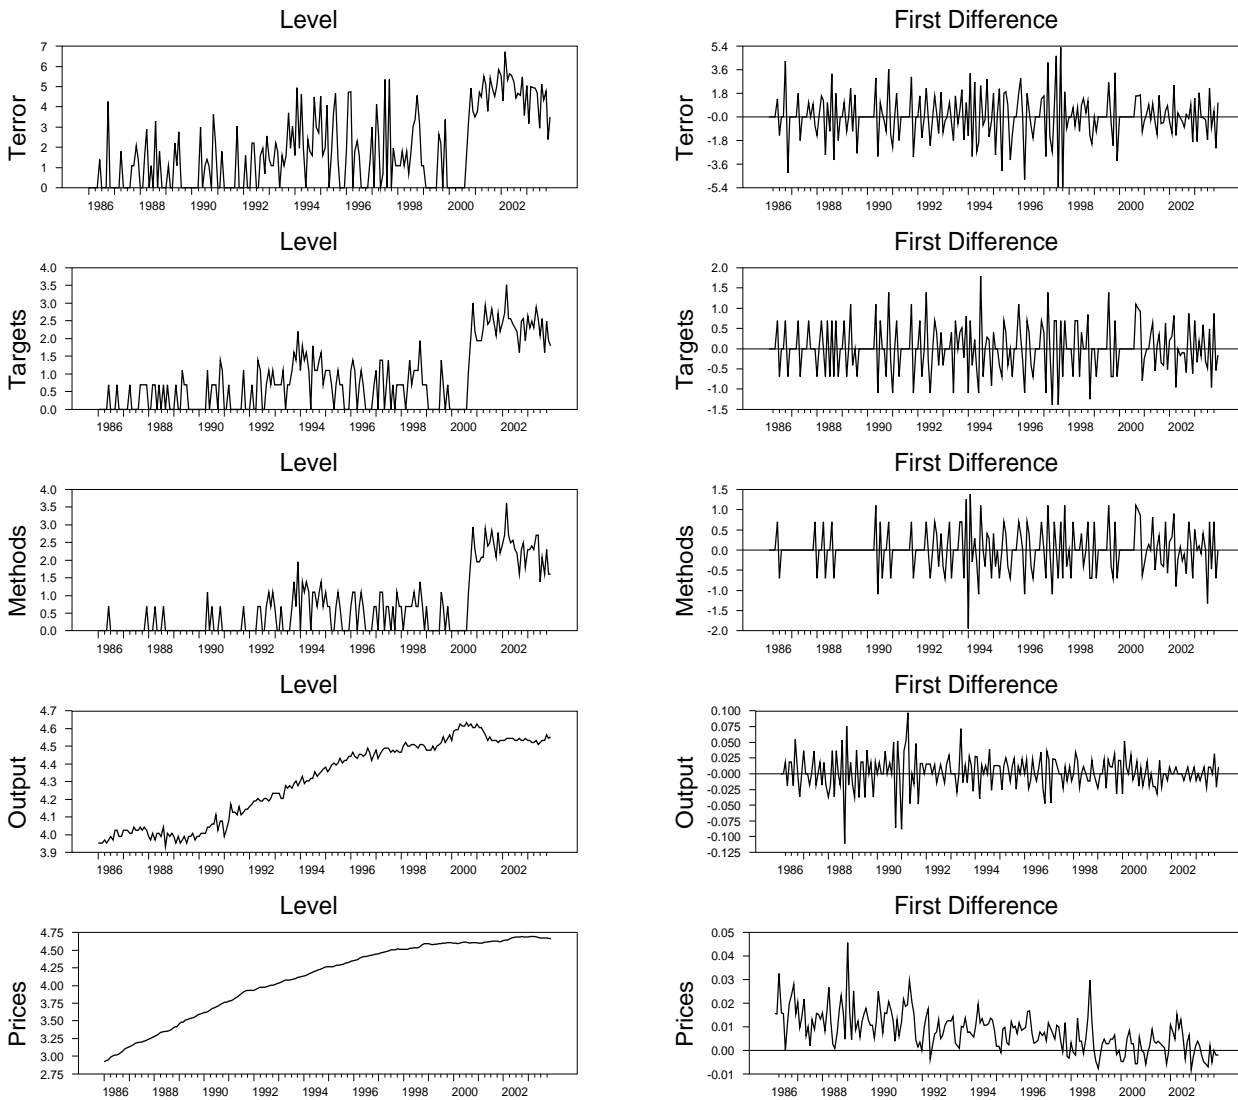 Level
First Difference
Terror
7
6
5
4
3
2
1
0
1986 1988 1990 1992 1994 1996 1998 2000 2002
Terror
5.4
3.6
1.8
-0.0
-1.8
-3.6
-5.4
1986 1988 1990 1992 1994 1996 1998 2000 2002
Level
First Difference
Targets
4.0
3.5
3.0
2.5
2.0
1.5
1.0
0.5
0.0
1986 1988 1990 1992 1994 1996 1998 2000 2002
Targets
2.0
1.5
1.0
0.5
0.0
-0.5
-1.0
-1.5
1986 1988 1990 1992 1994 1996 1998 2000 2002
Level
First Difference
Methods
4.0
3.5
3.0
2.5
2.0
1.5
1.0
0.5
0.0
1986 1988 1990 1992 1994 1996 1998 2000 2002
Methods
1.5
1.0
0.5
0.0
-0.5
-1.0
-1.5
-2.0
1986 1988 1990 1992 1994 1996 1998 2000 2002
Level
First Difference
Output
4.7
4.6
4.5
4.4
4.3
4.2
4.1
4.0
3.9
1986 1988 1990 1992 1994 1996 1998 2000 2002
Output
0.100
0.075
0.050
0.025
-0.000
-0.025
-0.050
-0.075
-0.100
-0.125
1986 1988 1990 1992 1994 1996 1998 2000 2002
Level
First Difference
Prices
4.75
4.50
4.25
4.00
3.75
3.50
3.25
3.00
2.75
1986 1988 1990 1992 1994 1996 1998 2000 2002
Prices
0.05
0.04
0.03
0.02
0.01
0.00
-0.01
1986 1988 1990 1992 1994 1996 1998 2000 2002